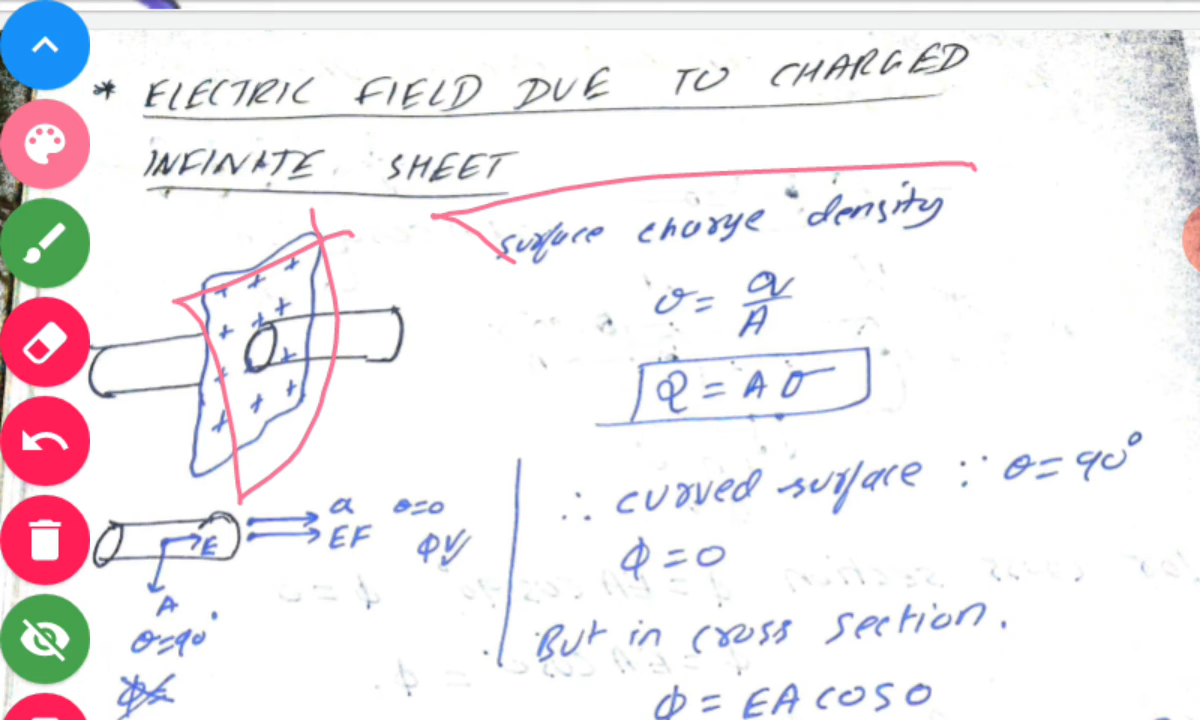 * ELECTRIC FIELD DUE TO CHARGED
INFINATE SHEET
surface charge density
σ = Q/A
Q = A σ
a θ=0
E EF φ✓
A
θ=90°
∴ curved surface ∵ θ=90°
φ = 0
But in cross section.
φ = EA COS 0